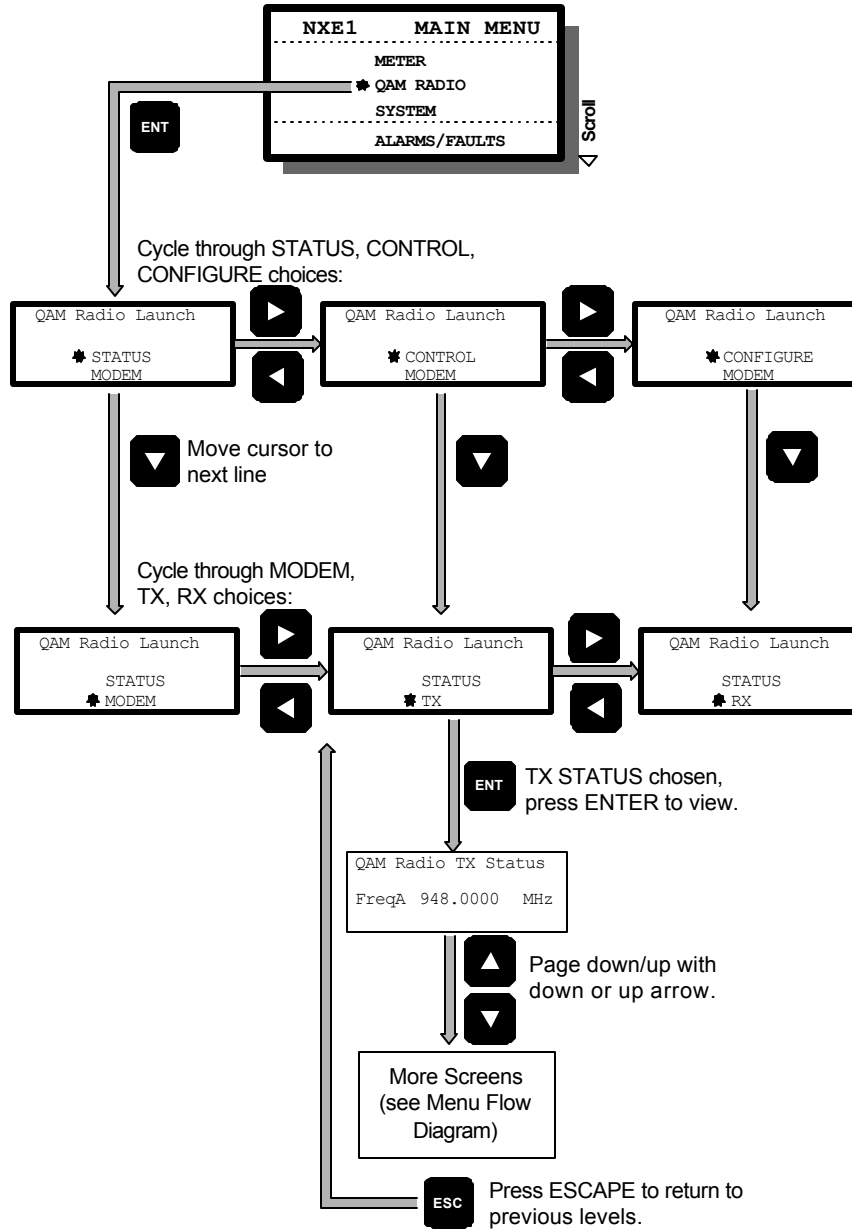 NXE1 MAIN MENU
METER
QAM RADIO
SYSTEM
ALARMS/FAULTS
Scroll
ENT
Cycle through STATUS, CONTROL,
CONFIGURE choices:
QAM Radio Launch
STATUS
MODEM
QAM Radio Launch
CONTROL
MODEM
QAM Radio Launch
CONFIGURE
MODEM
Move cursor to
next line
Cycle through MODEM,
TX, RX choices:
QAM Radio Launch
STATUS
MODEM
QAM Radio Launch
STATUS
TX
QAM Radio Launch
STATUS
RX
ENT
TX STATUS chosen,
press ENTER to view.
QAM Radio TX Status
FreqA 948.0000 MHz
Page down/up with
down or up arrow.
More Screens
(see Menu Flow
Diagram)
ESC
Press ESCAPE to return to
previous levels.